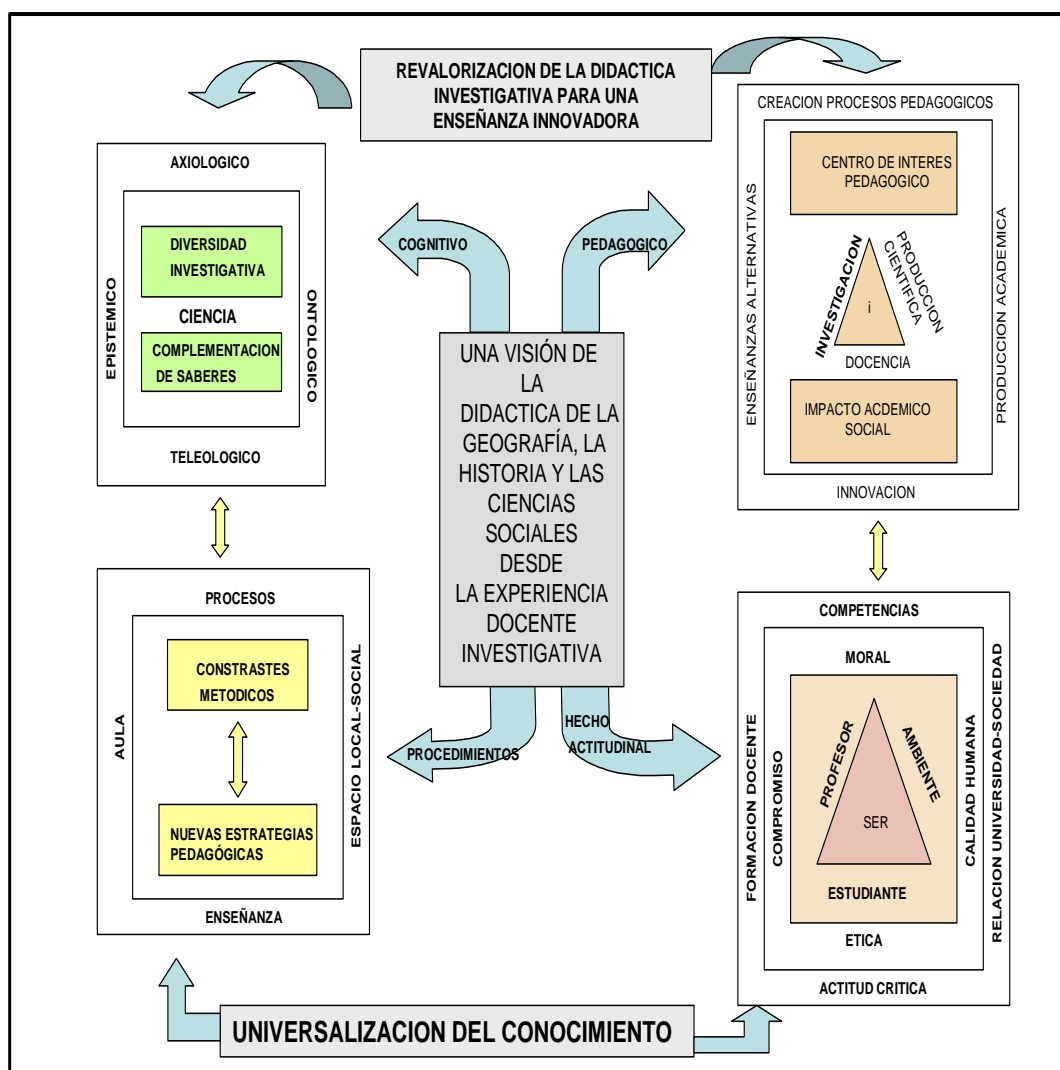 REVALORIZACION DE LA DIDACTICA
INVESTIGATIVA PARA UNA
ENSEÑANZA INNOVADORA
AXIOLOGICO
EPISTEMICO
DIVERSIDAD
INVESTIGATIVA
CIENCIA
COMPLEMENTACION
DE SABERES
ONTOLOGICO
TELEOLOGICO
COGNITIVO
PEDAGOGICO
CREACION PROCESOS PEDAGOGICOS
ENSEÑANZAS ALTERNATIVAS
CENTRO DE INTERES
PEDAGOGICO
INVESTIGACION
PRODUCCION
CIENTIFICA
i
DOCENCIA
IMPACTO ACDEMICO
SOCIAL
PRODUCCION ACADEMICA
INNOVACION
UNA VISIÓN DE
LA
DIDACTICA DE LA
GEOGRAFÍA, LA
HISTORIA Y LAS
CIENCIAS
SOCIALES
DESDE
LA EXPERIENCIA
DOCENTE
INVESTIGATIVA
PROCESOS
AULA
CONSTRASTES
METODICOS
NUEVAS ESTRATEGIAS
PEDAGÓGICAS
ESPACIO LOCAL-SOCIAL
ENSEÑANZA
PROCEDIMIENTOS
HECHO
ACTITUDINAL
COMPETENCIAS
FORMACION DOCENTE
COMPROMISO
MORAL
PROFESOR
AMBIENTE
SER
ESTUDIANTE
ETICA
CALIDAD HUMANA
RELACION UNIVERSIDAD-SOCIEDAD
ACTITUD CRITICA
UNIVERSALIZACION DEL CONOCIMIENTO